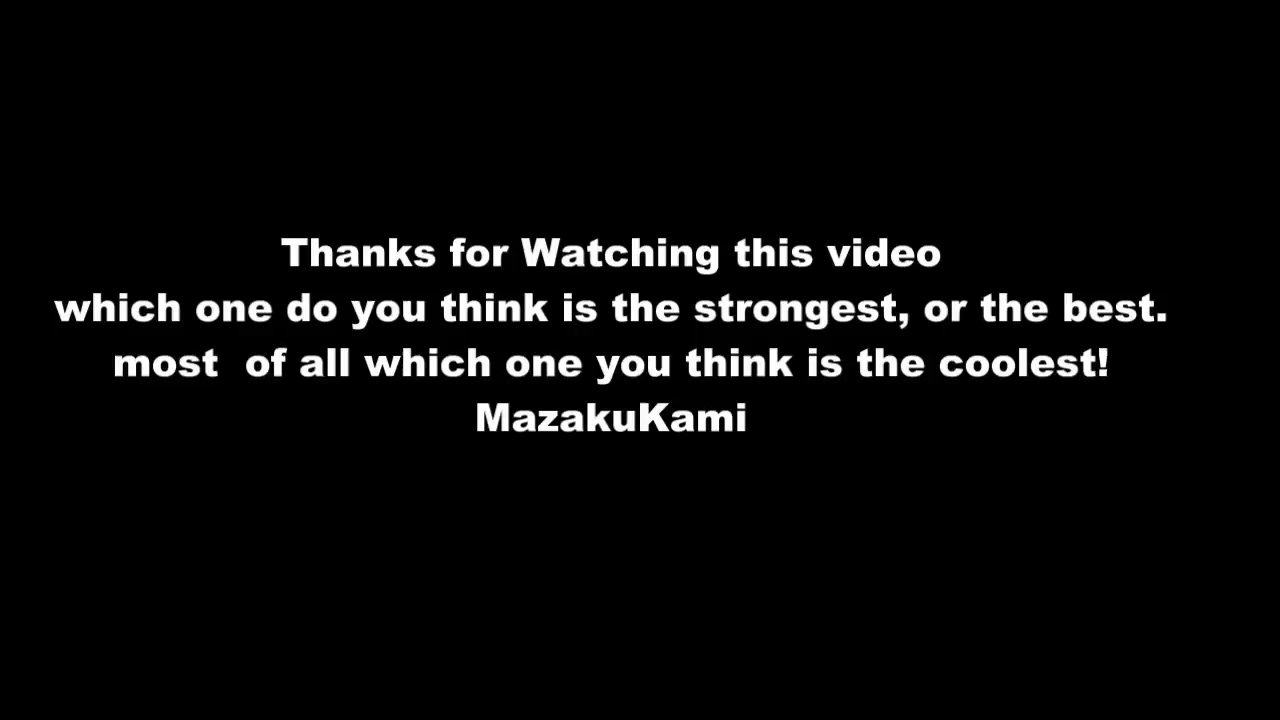 Thanks for Watching this video
which one do you think is the strongest, or the best.
most  of all which one you think is the coolest!
MazakuKami